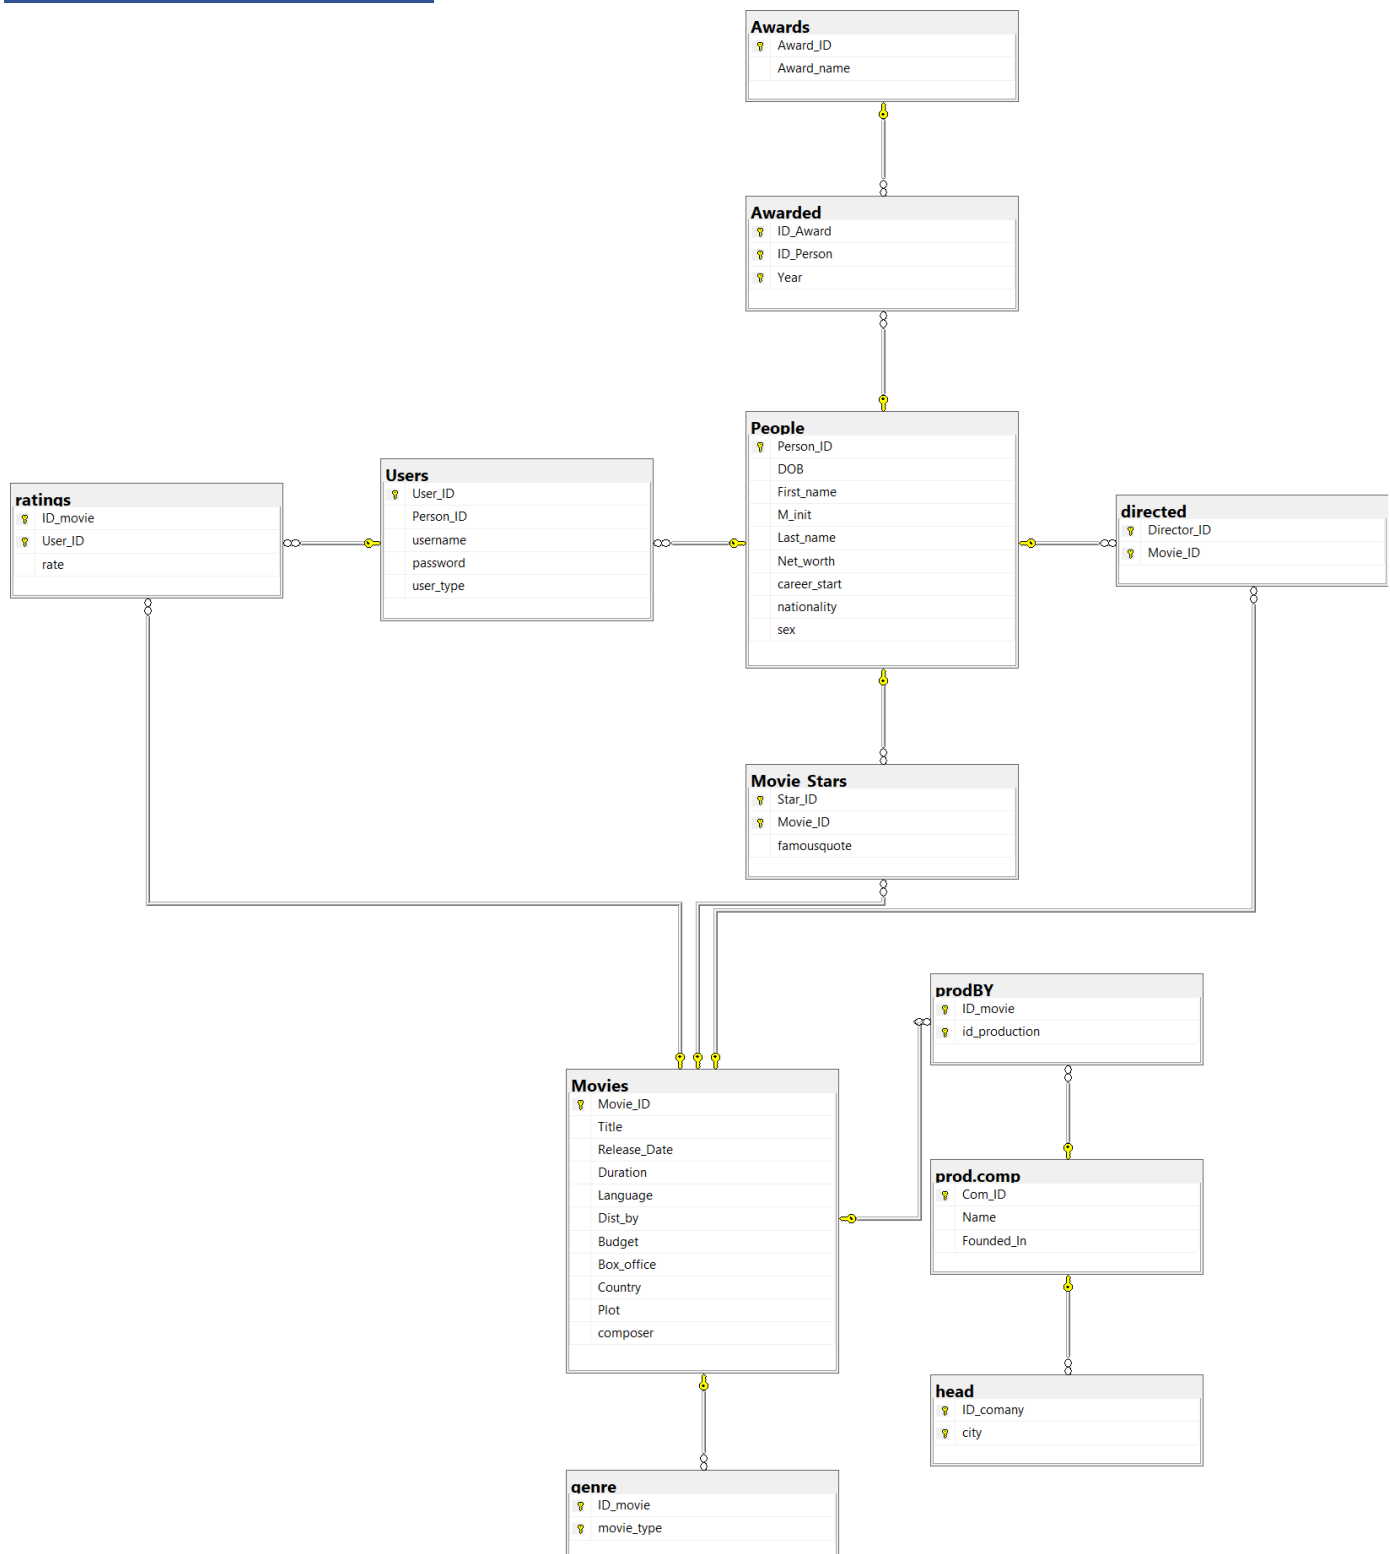 Awards
Award_ID
Award_name
Awarded
ID_Award
ID_Person
Year
People
Person_ID
DOB
First_name
M_init
Last_name
Net_worth
career_start
nationality
sex
Users
User_ID
Person_ID
username
password
user_type
ratings
ID_movie
User_ID
rate
directed
Director_ID
Movie_ID
Movie Stars
Star_ID
Movie_ID
famousquote
prodBY
ID_movie
id_production
Movies
Movie_ID
Title
Release_Date
Duration
Language
Dist_by
Budget
Box_office
Country
Plot
composer
prod.comp
Com_ID
Name
Founded_In
head
ID_comany
city
genre
ID_movie
movie_type